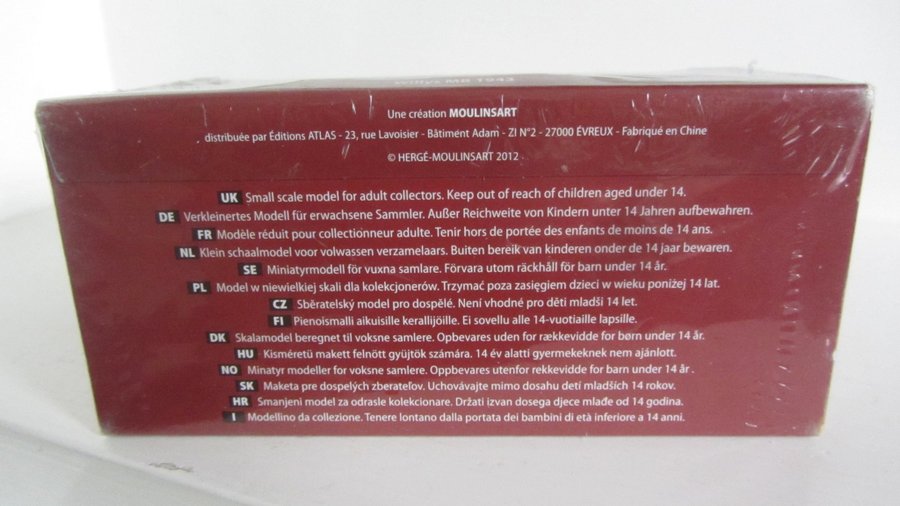 Willys MB 1943
Une création MOULINSART
distribuée par Éditions ATLAS - 23, rue Lavoisier - Bâtiment Adam - ZI N°2 - 27000 ÉVREUX - Fabriqué en Chine
© HERGÉ-MOULINSART 2012
UK Small scale model for adult collectors. Keep out of reach of children aged under 14.
DE Verkleinertes Modell für erwachsene Sammler. Außer Reichweite von Kindern unter 14 Jahren aufbewahren.
FR Modèle réduit pour collectionneur adulte. Tenir hors de portée des enfants de moins de 14 ans.
NL Klein schaalmodel voor volwassen verzamelaars. Buiten bereik van kinderen onder de 14 jaar bewaren.
SE Miniatyrmodell för vuxna samlare. Förvara utom räckhåll för barn under 14 år.
PL Model w niewielkiej skali dla kolekcjonerów. Trzymać poza zasięgiem dzieci w wieku poniżej 14 lat.
CZ Sběratelský model pro dospělé. Není vhodné pro děti mladší 14 let.
FI Pienoismalli aikuisille kerailijöille. Ei sovellu alle 14-vuotiaille lapsille.
DK Skalamodel beregnet til voksne samlere. Opbevares uden for rækkevidde for børn under 14 år.
HU Kisméretü makett felnött gyüjtök számára. 14 év alatti gyermekeknek nem ajánlott.
NO Minatyr modeller for voksne samlere. Oppbevares utenfor rekkevidde for barn under 14 år .
SK Maketa pre dospelých zberateľov. Uchovávajte mimo dosahu detí mladších 14 rokov.
HR Smanjeni model za odrasle kolekcionare. Držati izvan dosega djece mlađe od 14 godina.
I Modellino da collezione. Tenere lontano dalla portata dei bambini di età inferiore a 14 anni.